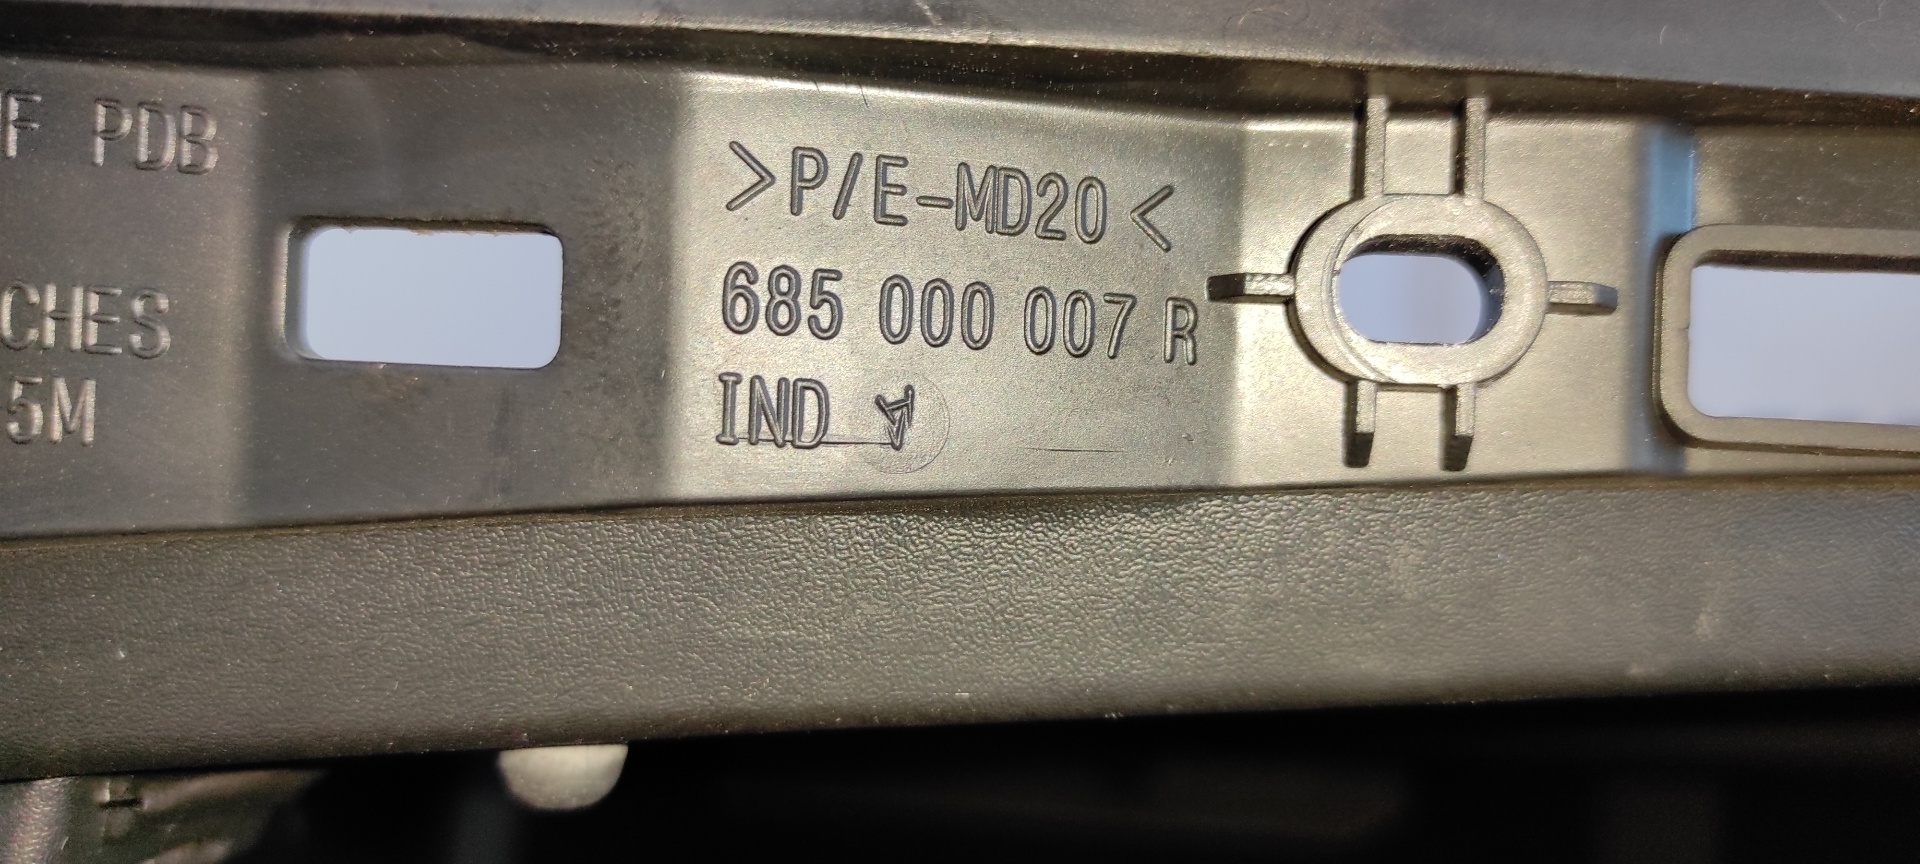 F PDB
CHES
5M
>P/E-MD20<
685 000 007 R
IND